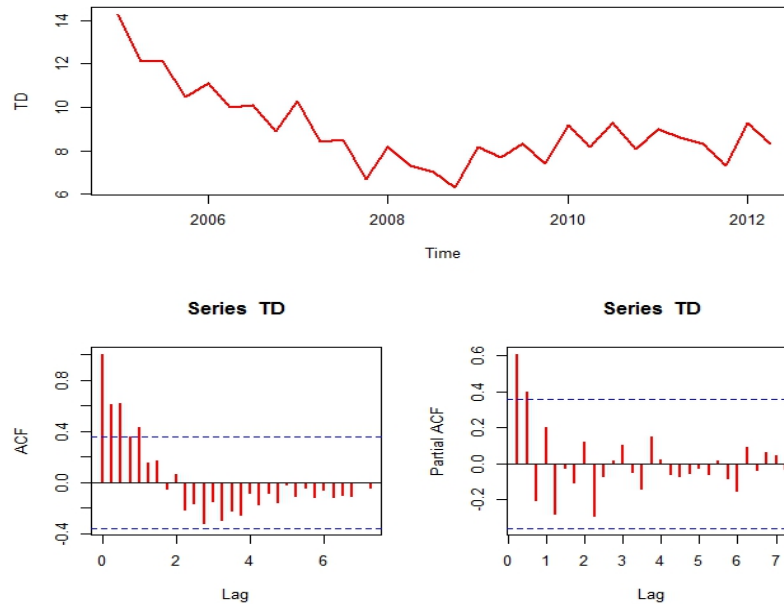 TD
14
12
10
8
6
2006 2008 2010 2012
Time
Series TD
ACF
0.8
0.4
0.0
-0.4
0 2 4 6
Lag
Series TD
Partial ACF
0.6
0.4
0.2
0.0
-0.2
0 1 2 3 4 5 6 7
Lag